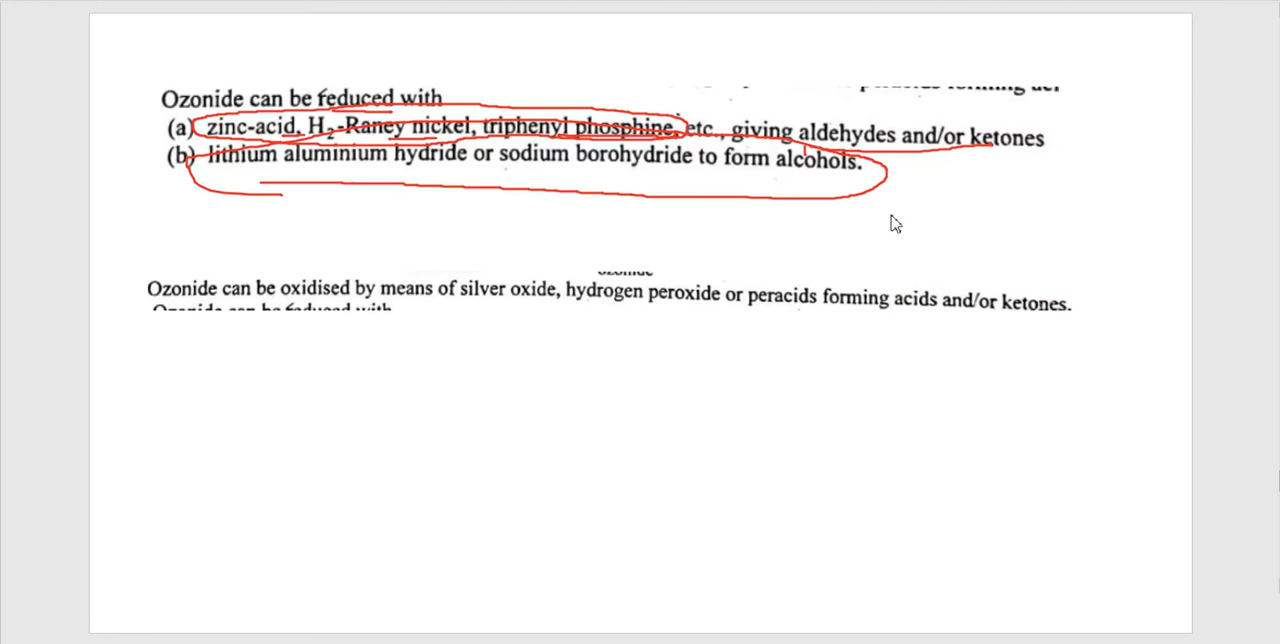 Ozonide can be feduced with
(a) zinc-acid, H₂-Raney nickel, triphenyl phosphine, etc., giving aldehydes and/or ketones
(b) lithium aluminium hydride or sodium borohydride to form alcohols.
Ozonide can be oxidised by means of silver oxide, hydrogen peroxide or peracids forming acids and/or ketones.